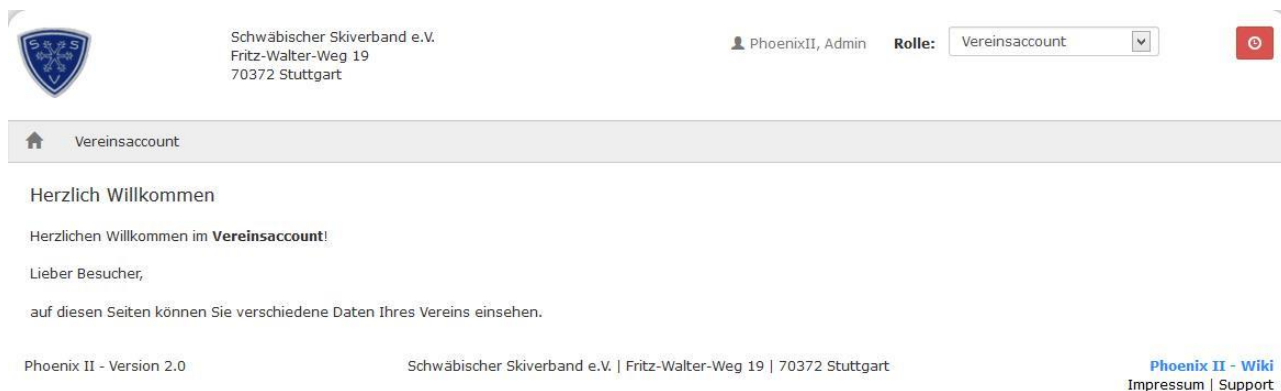 S S S V
Schwäbischer Skiverband e.V.
Fritz-Walter-Weg 19
70372 Stuttgart
PhoenixII, Admin Rolle: Vereinsaccount
Vereinsaccount
Herzlich Willkommen
Herzlichen Willkommen im Vereinsaccount!
Lieber Besucher,
auf diesen Seiten können Sie verschiedene Daten Ihres Vereins einsehen.
Phoenix II - Version 2.0 Schwäbischer Skiverband e.V. | Fritz-Walter-Weg 19 | 70372 Stuttgart Phoenix II - Wiki
Impressum | Support